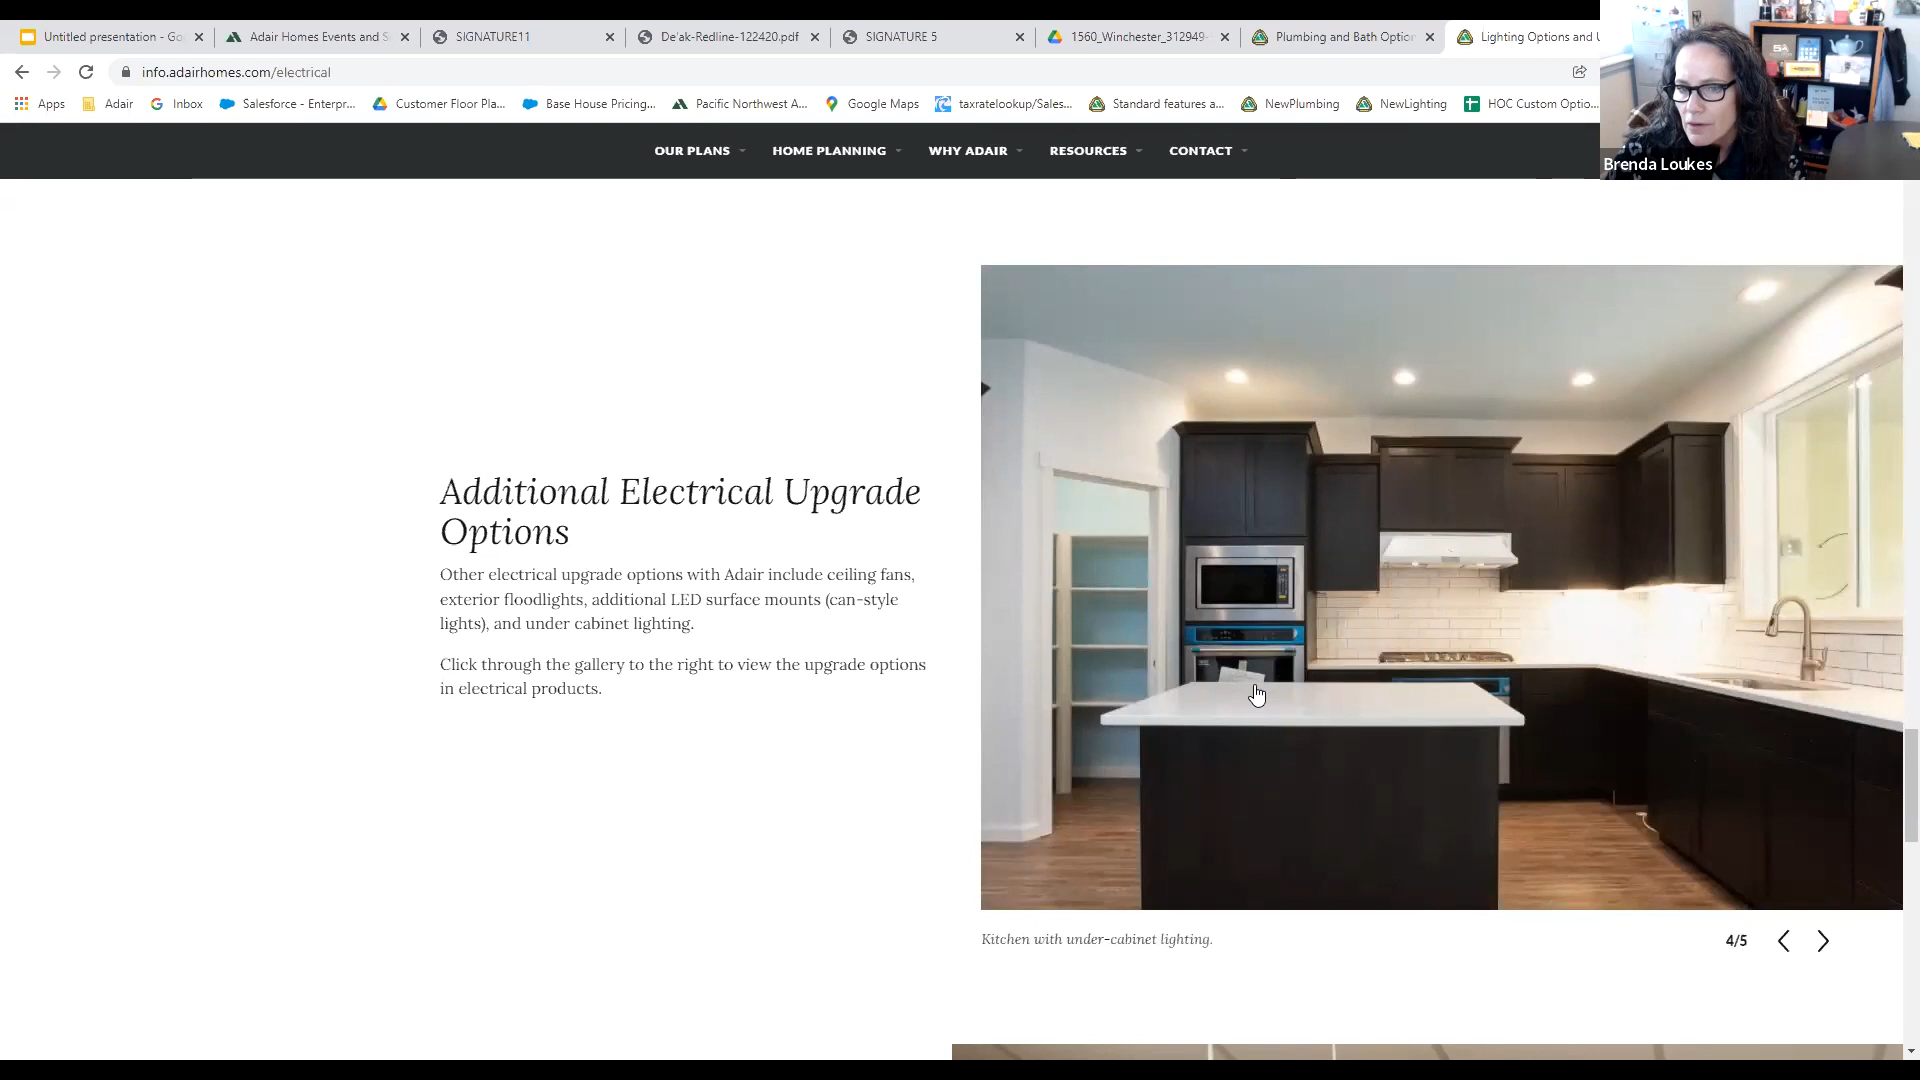 Untitled presentation - Go
Adair Homes Events and S
SIGNATURE11
De'ak-Redline-122420.pdf
SIGNATURE 5
1560_Winchester_312949-
Plumbing and Bath Option
Lighting Options and U
info.adairhomes.com/electrical
Apps
Adair
Inbox
Salesforce - Enterpr...
Customer Floor Pla...
Base House Pricing...
Pacific Northwest A...
Google Maps
taxratelookup/Sales...
Standard features a...
NewPlumbing
NewLighting
HOC Custom Optio...
OUR PLANS
HOME PLANNING
WHY ADAIR
RESOURCES
CONTACT
Brenda Loukes
Additional Electrical Upgrade
Options
Other electrical upgrade options with Adair include ceiling fans,
exterior floodlights, additional LED surface mounts (can-style
lights), and under cabinet lighting.
Click through the gallery to the right to view the upgrade options
in electrical products.
Kitchen with under-cabinet lighting.
4/5